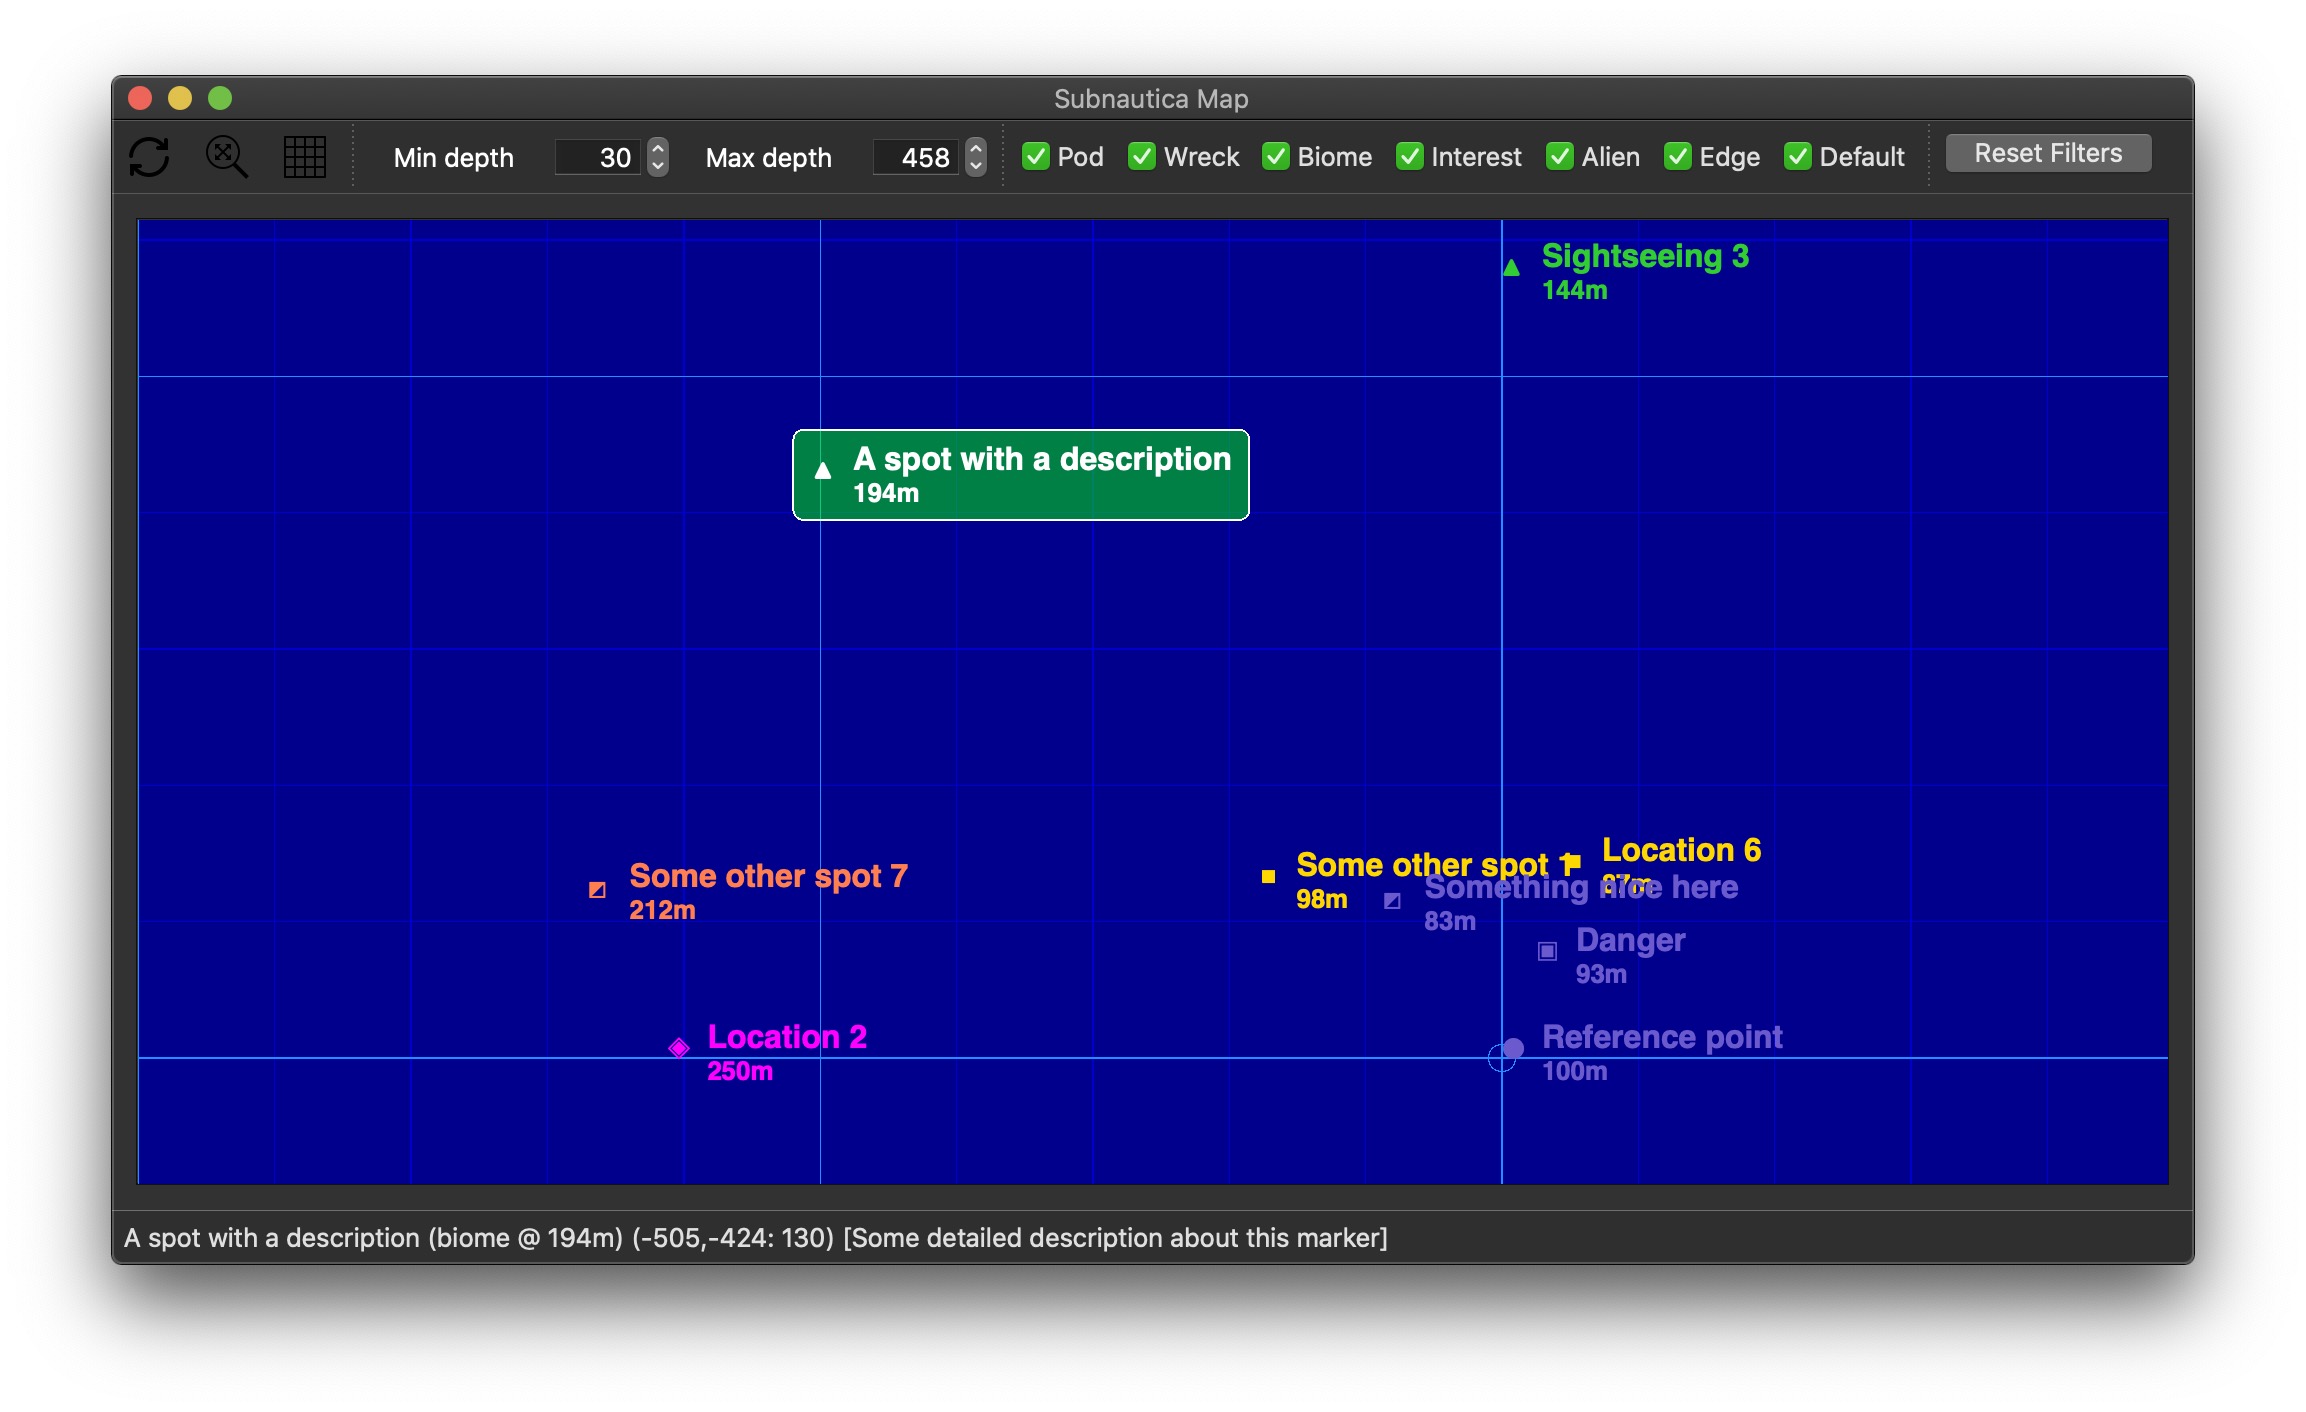 Subnautica Map
Min depth 30 Max depth 458 Pod Wreck Biome Interest Alien Edge Default Reset Filters
Sightseeing 3
144m
A spot with a description
194m
Location 6
87m
Some other spot 1
98m
Some other spot 7
212m
Something nice here
83m
Danger
93m
Location 2
250m
Reference point
100m
A spot with a description (biome @ 194m) (-505,-424: 130) [Some detailed description about this marker]